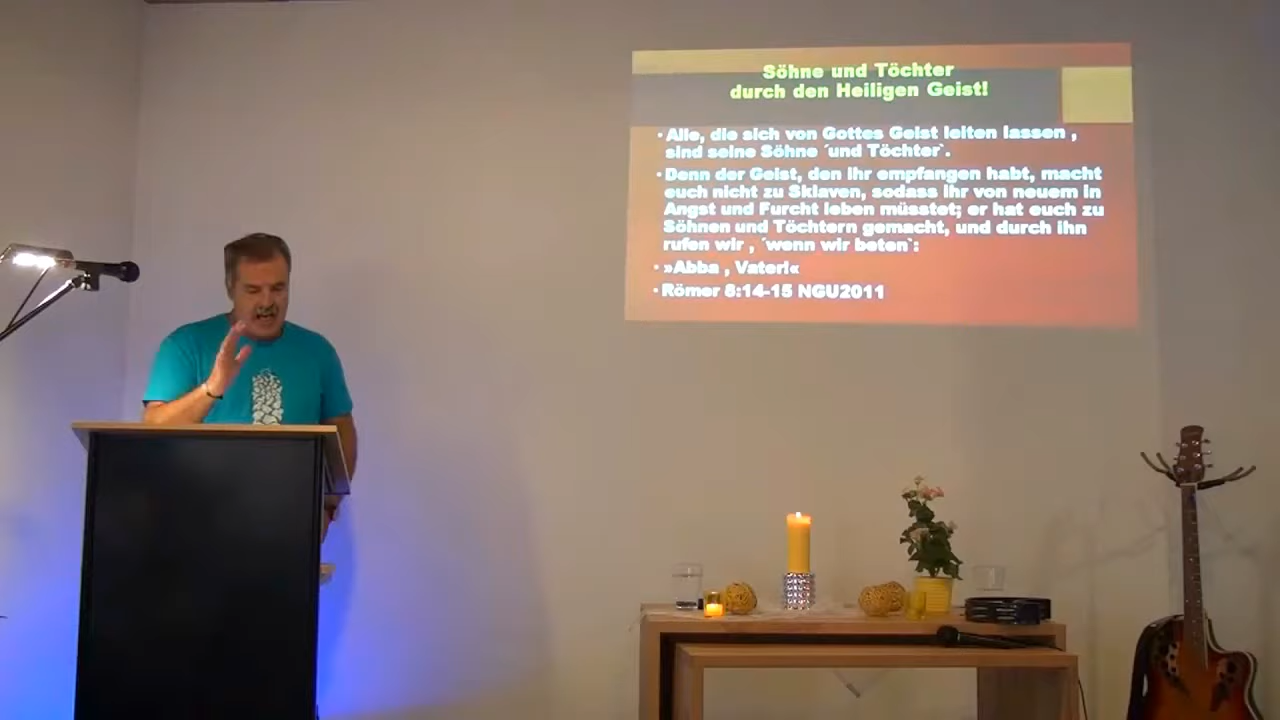 Söhne und Töchter
durch den Heiligen Geist!
• Alle, die sich von Gottes Geist leiten lassen ,
sind seine Söhne ´und Töchter`.
• Denn der Geist, den ihr empfangen habt, macht
euch nicht zu Sklaven, sodass ihr von neuem in
Angst und Furcht leben müsstet; er hat euch zu
Söhnen und Töchtern gemacht, und durch ihn
rufen wir , ´wenn wir beten`:
• »Abba , Vater!«
• Römer 8:14-15 NGU2011